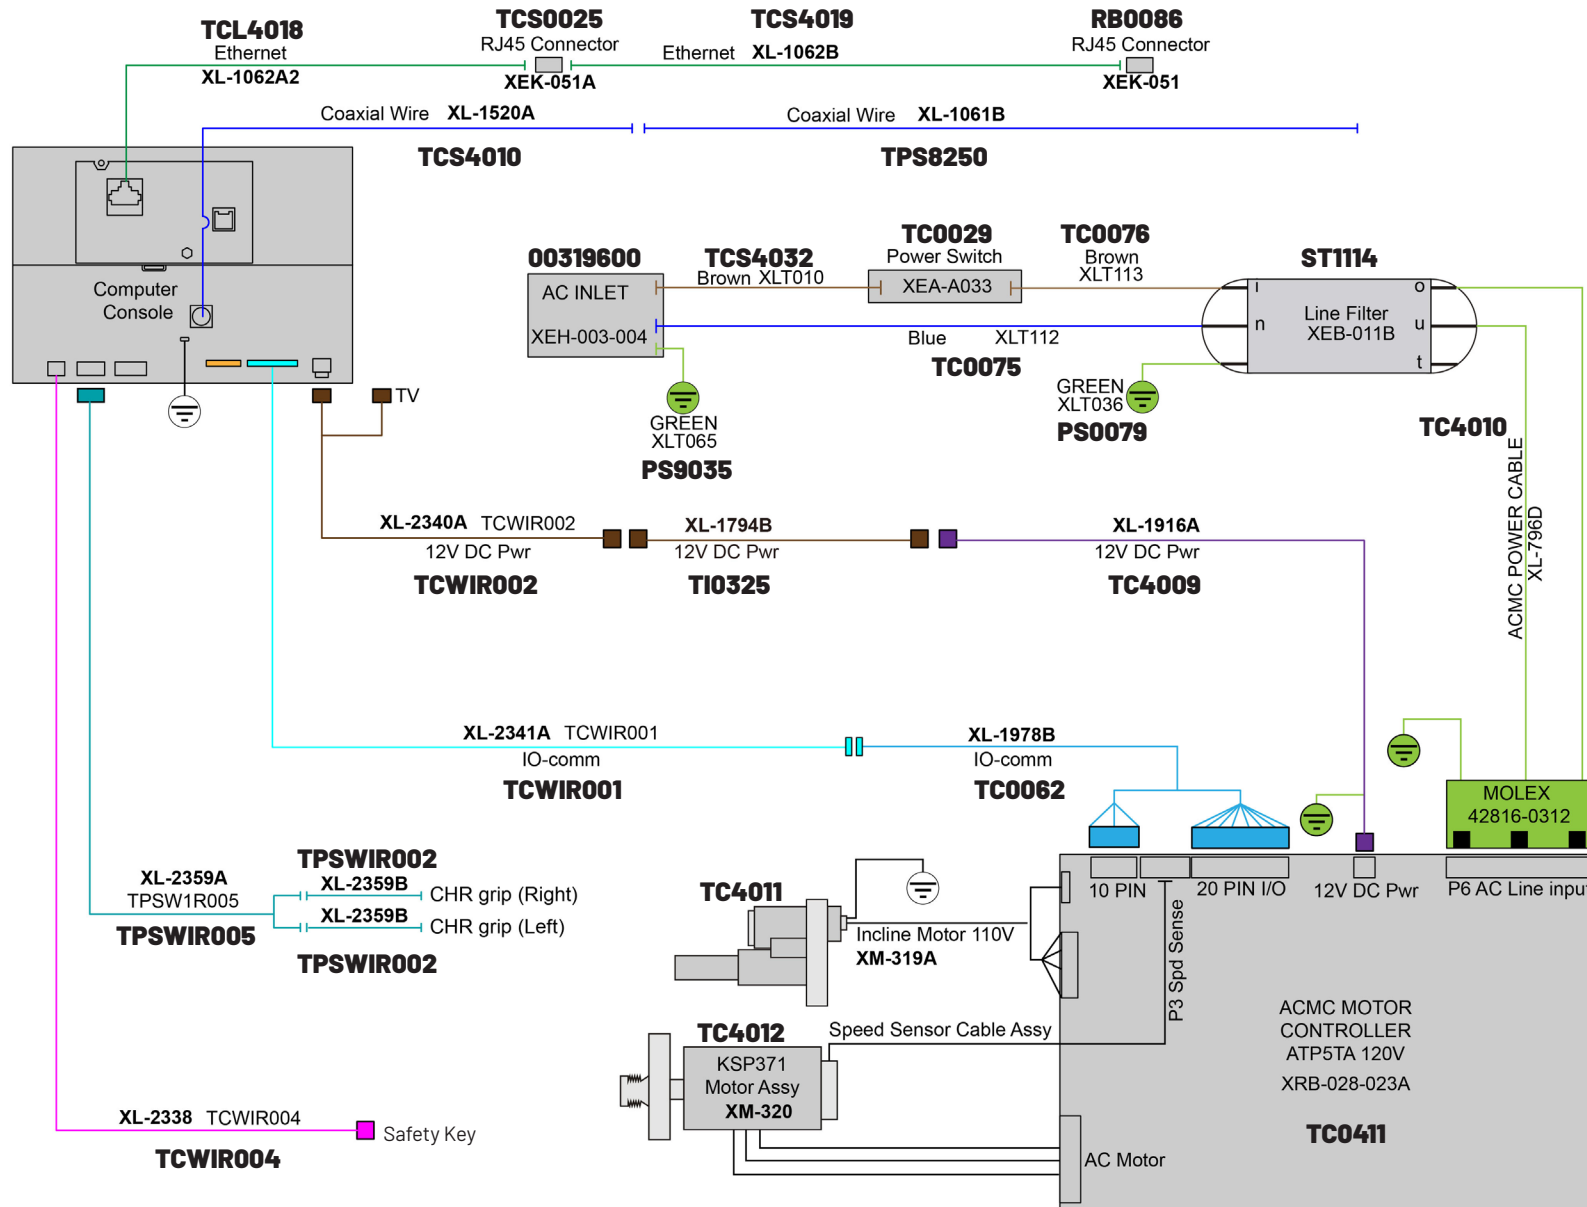 TCL4018
Ethernet
XL-1062A2
TCS0025
RJ45 Connector
XEK-051A
TCS4019
Ethernet XL-1062B
RB0086
RJ45 Connector
XEK-051
Coaxial Wire XL-1520A
TCS4010
Coaxial Wire XL-1061B
TPS8250
Computer
Console
TV
00319600
AC INLET
XEH-003-004
TCS4032
Brown XLT010
TC0029
Power Switch
XEA-A033
TC0076
Brown
XLT113
ST1114
i
n
Line Filter
XEB-011B
o
u
t
Blue XLT112
TC0075
GREEN
XLT065
PS9035
GREEN
XLT036
PS0079
TC4010
ACMC POWER CABLE
XL-796D
XL-2340A TCWIR002
12V DC Pwr
TCWIR002
XL-1794B
12V DC Pwr
TI0325
XL-1916A
12V DC Pwr
TC4009
XL-2341A TCWIR001
IO-comm
TCWIR001
XL-1978B
IO-comm
TC0062
MOLEX
42816-0312
10 PIN
20 PIN I/O
12V DC Pwr
P6 AC Line input
XL-2359A
TPSW1R005
TPSWIR005
TPSWIR002
XL-2359B
CHR grip (Right)
XL-2359B
CHR grip (Left)
TPSWIR002
TC4011
Incline Motor 110V
XM-319A
P3 Spd Sense
TC4012
KSP371
Motor Assy
XM-320
Speed Sensor Cable Assy
ACMC MOTOR
CONTROLLER
ATP5TA 120V
XRB-028-023A
TC0411
AC Motor
XL-2338 TCWIR004
Safety Key
TCWIR004